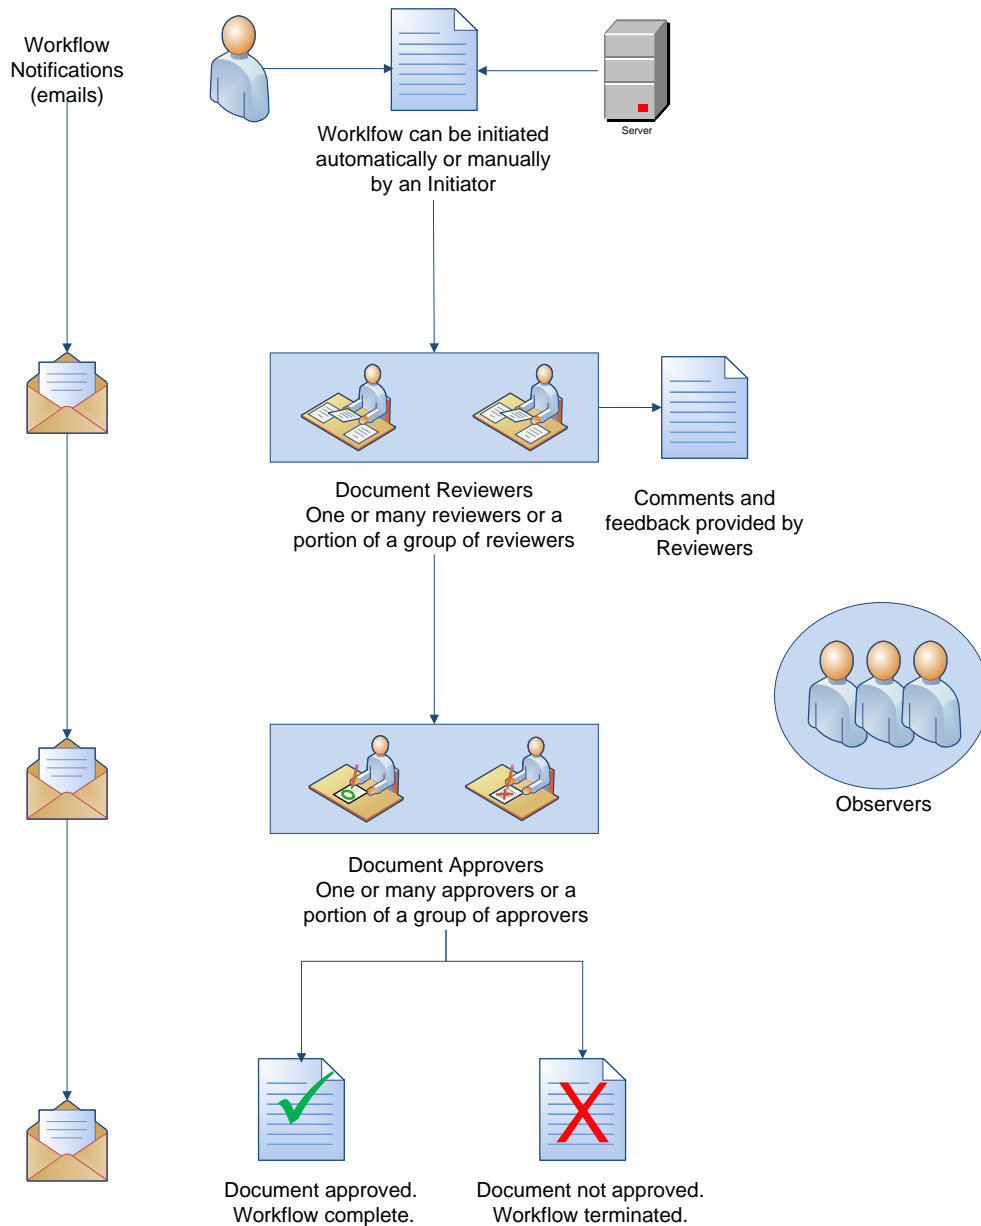 Workflow
Notifications
(emails)
Server
Worklfow can be initiated
automatically or manually
by an Initiator
Document Reviewers
One or many reviewers or a
portion of a group of reviewers
Comments and
feedback provided by
Reviewers
Observers
Document Approvers
One or many approvers or a
portion of a group of approvers
Document approved.
Workflow complete.
Document not approved.
Workflow terminated.